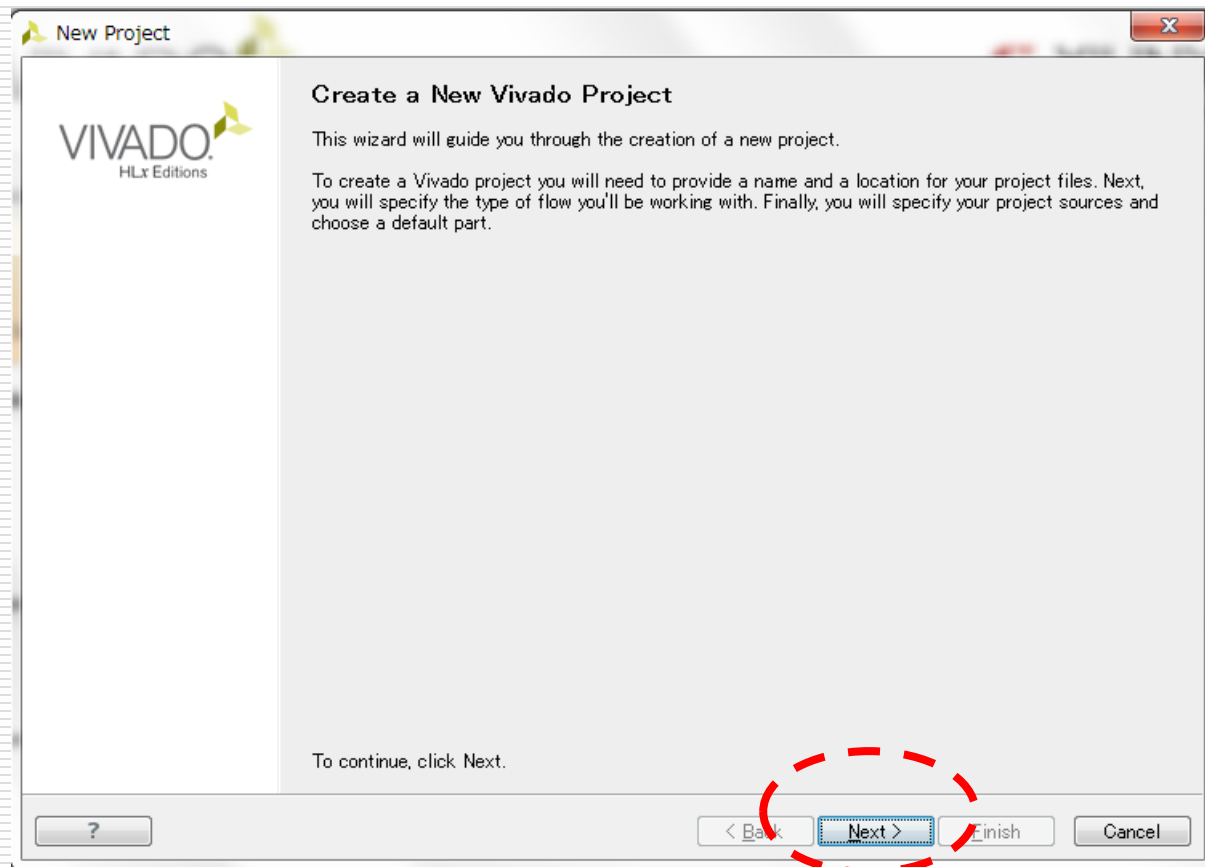 New Project
VIVADO.
HLx Editions
Create a New Vivado Project
This wizard will guide you through the creation of a new project.
To create a Vivado project you will need to provide a name and a location for your project files. Next,
you will specify the type of flow you'll be working with. Finally, you will specify your project sources and
choose a default part.
To continue, click Next.
? < Back Next > Finish Cancel